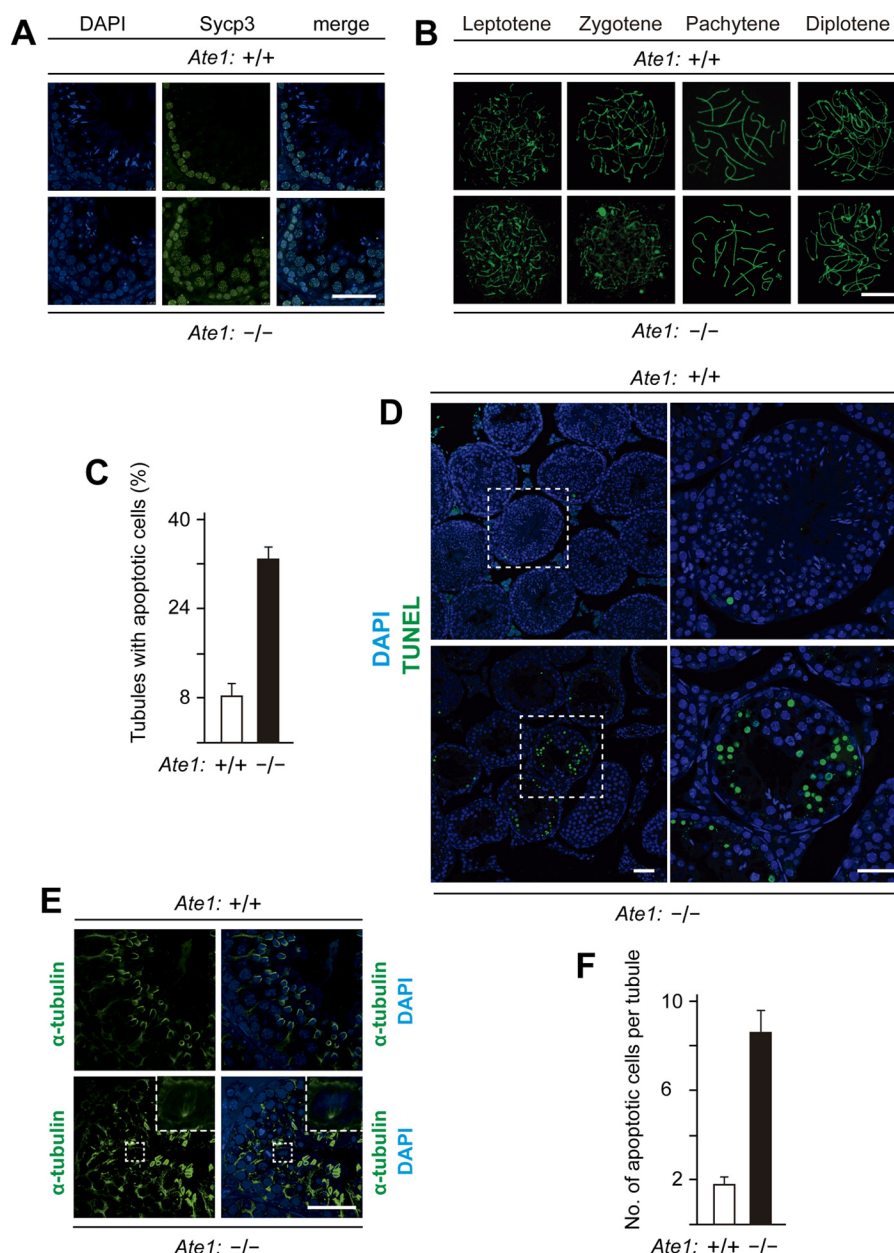 A
DAPI Sycp3 merge
Ate1: +/+
Ate1: −/−
B
Leptotene Zygotene Pachytene Diplotene
Ate1: +/+
Ate1: −/−
C
Tubules with apoptotic cells (%)
40
24
8
Ate1: +/+ −/−
D
Ate1: +/+
DAPI
TUNEL
Ate1: −/−
E
Ate1: +/+
α-tubulin
α-tubulin
DAPI
α-tubulin
α-tubulin
DAPI
Ate1: −/−
F
No. of apoptotic cells per tubule
10
6
2
Ate1: +/+ −/−